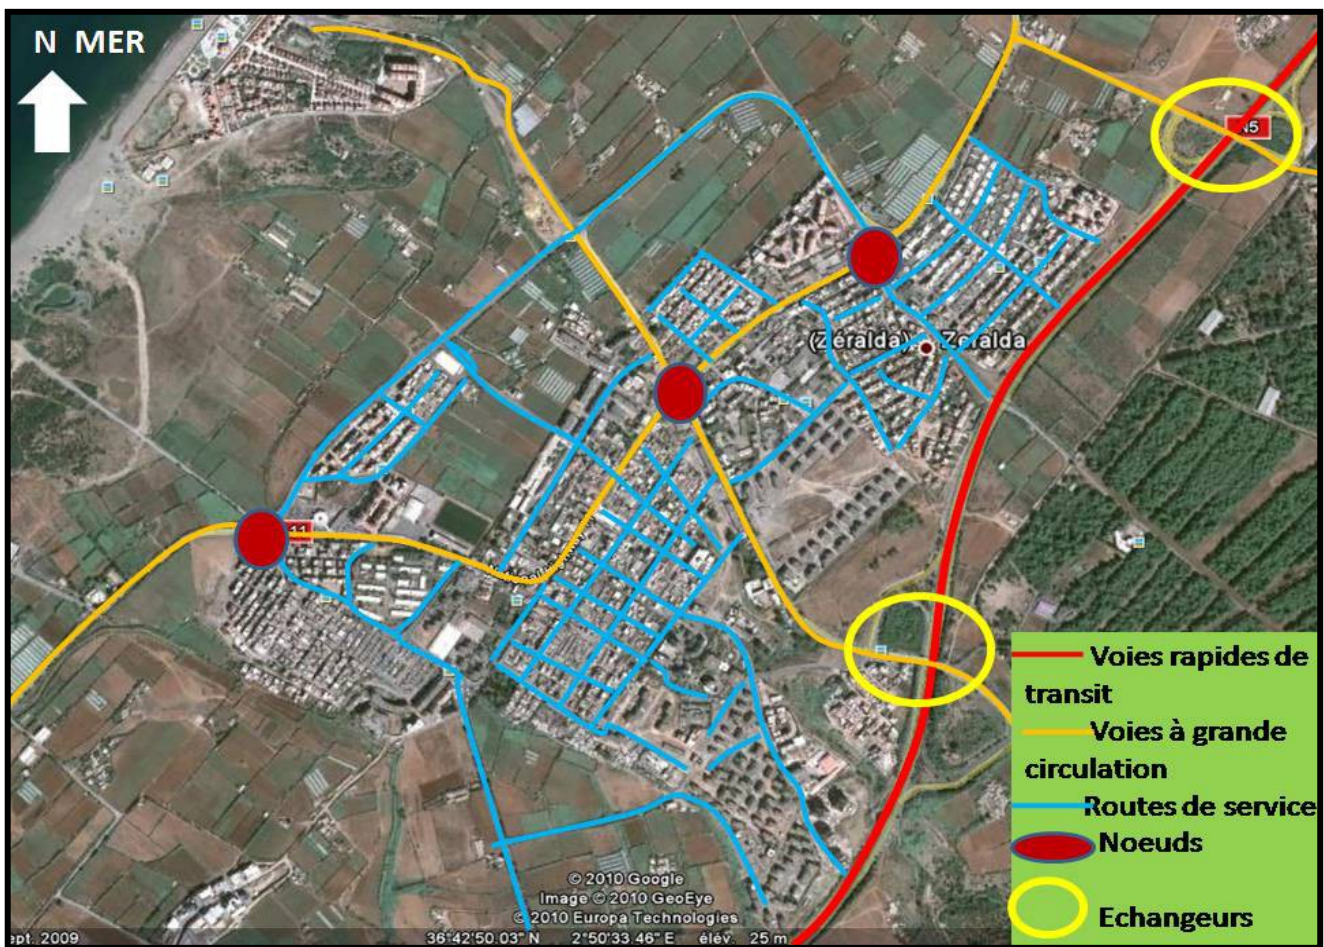 N MER
N5
(Zéralda) Zeralda
11
Voies rapides de
transit
Voies à grande
circulation
Routes de service
Noeuds
Echangeurs
© 2010 Google
Image © 2010 GeoEye
© 2010 Europa Technologies
ept. 2009
36°42'50.03" N 2°50'33.46" E élév. 25 m